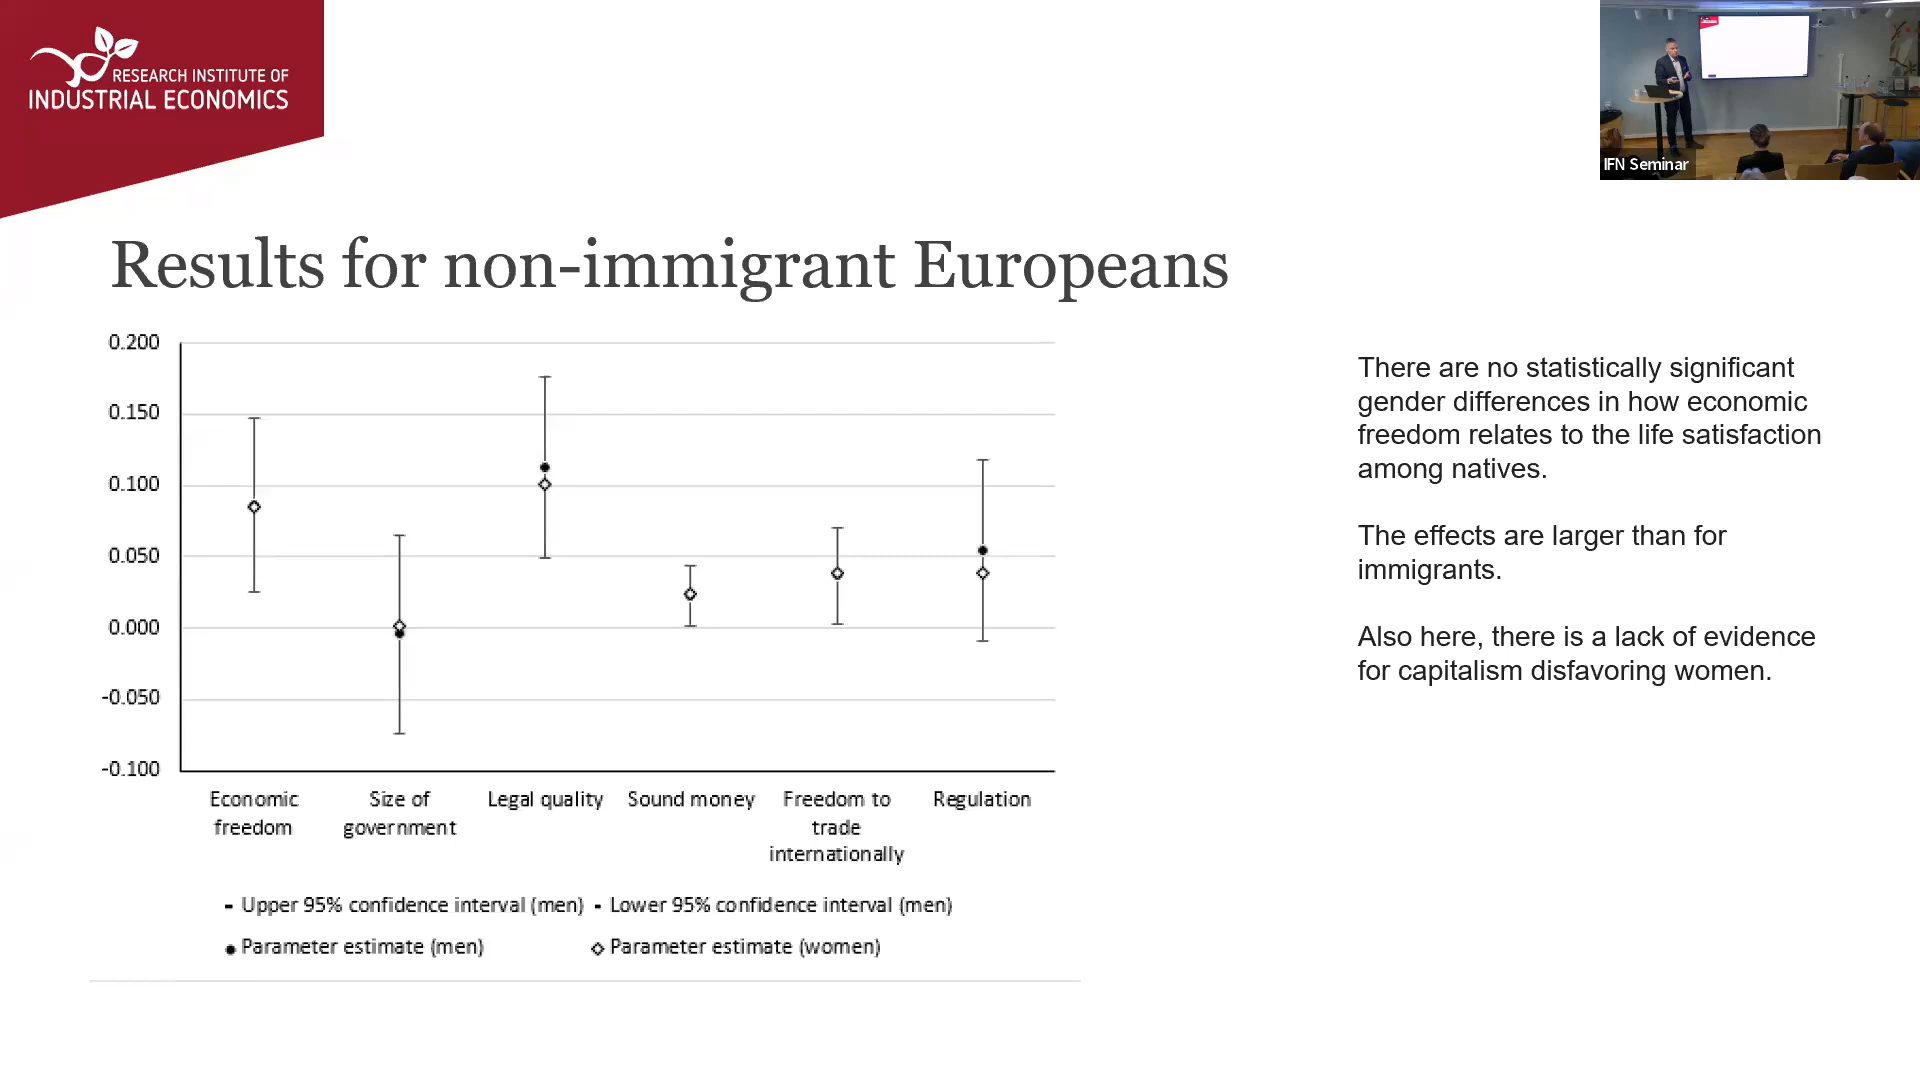 RESEARCH INSTITUTE OF
INDUSTRIAL ECONOMICS
IFN Seminar
Results for non-immigrant Europeans
0.200
0.150
0.100
0.050
0.000
-0.050
-0.100
Economic
freedom
Size of
government
Legal quality
Sound money
Freedom to
trade
internationally
Regulation
Upper 95% confidence interval (men)
Lower 95% confidence interval (men)
Parameter estimate (men)
Parameter estimate (women)
There are no statistically significant
gender differences in how economic
freedom relates to the life satisfaction
among natives.
The effects are larger than for
immigrants.
Also here, there is a lack of evidence
for capitalism disfavoring women.